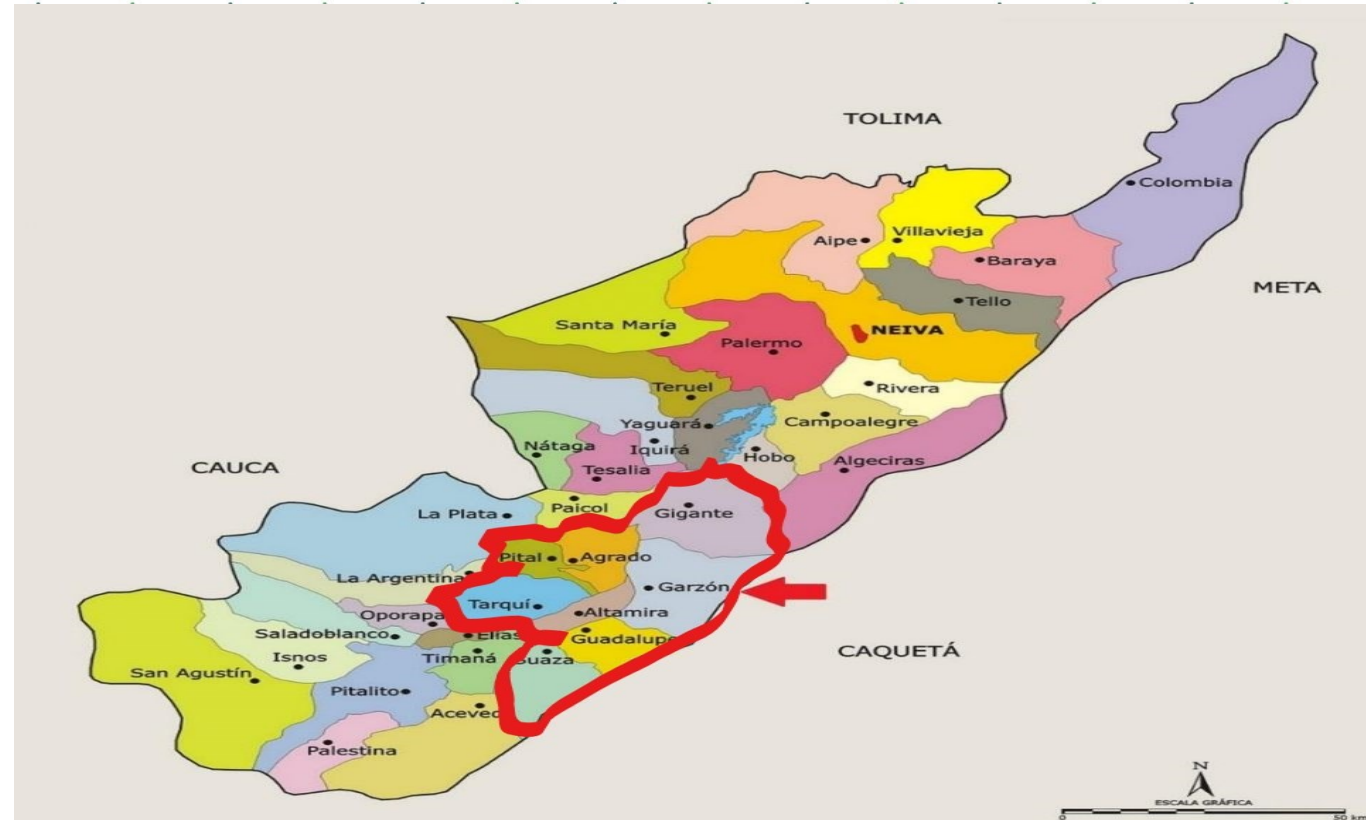 TOLIMA
Colombia
Aipe
Villavieja
Baraya
META
Tello
Santa María
NEIVA
Palermo
Teruel
Rivera
Yaguará
Campoalegre
Nátaga
Iquirá
Hobo
Algeciras
CAUCA
Tesalia
Paicol
La Plata
Gigante
Pital
Agrado
La Argentina
Garzón
Tarquí
Altamira
Oporapa
Saladoblanco
Elías
Guadalupe
Isnos
Timaná
Suaza
CAQUETÁ
San Agustín
Pitalito
Aceved
Palestina
N
ESCALA GRÁFICA
0 50 km